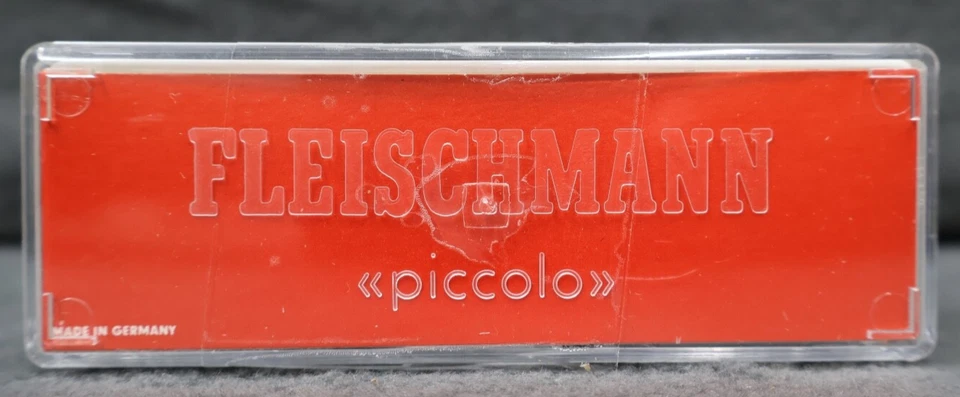 FLEISCHMANN
«piccolo»
MADE IN GERMANY